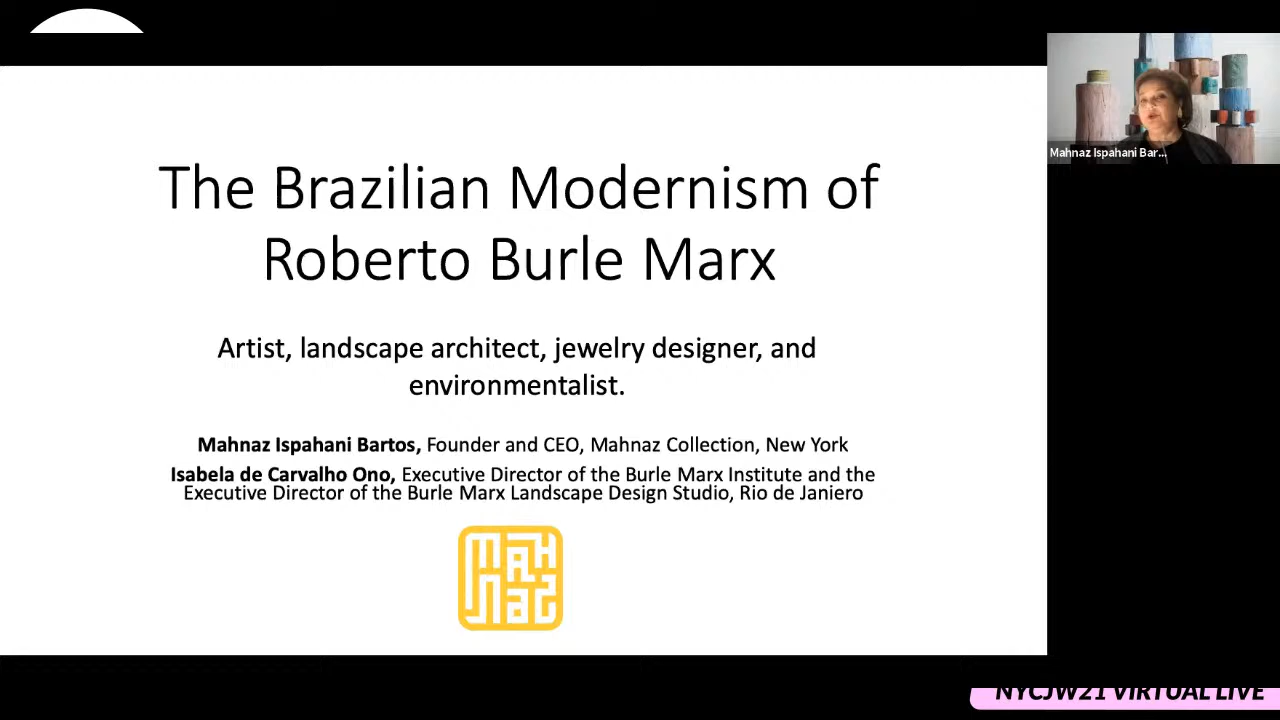 The Brazilian Modernism of
Roberto Burle Marx
Artist, landscape architect, jewelry designer, and
environmentalist.
Mahnaz Ispahani Bartos, Founder and CEO, Mahnaz Collection, New York
Isabela de Carvalho Ono, Executive Director of the Burle Marx Institute and the
Executive Director of the Burle Marx Landscape Design Studio, Rio de Janiero
MAHNAZ
Mahnaz Ispahani Bar...
NYCJW21 VIRTUAL LIVE